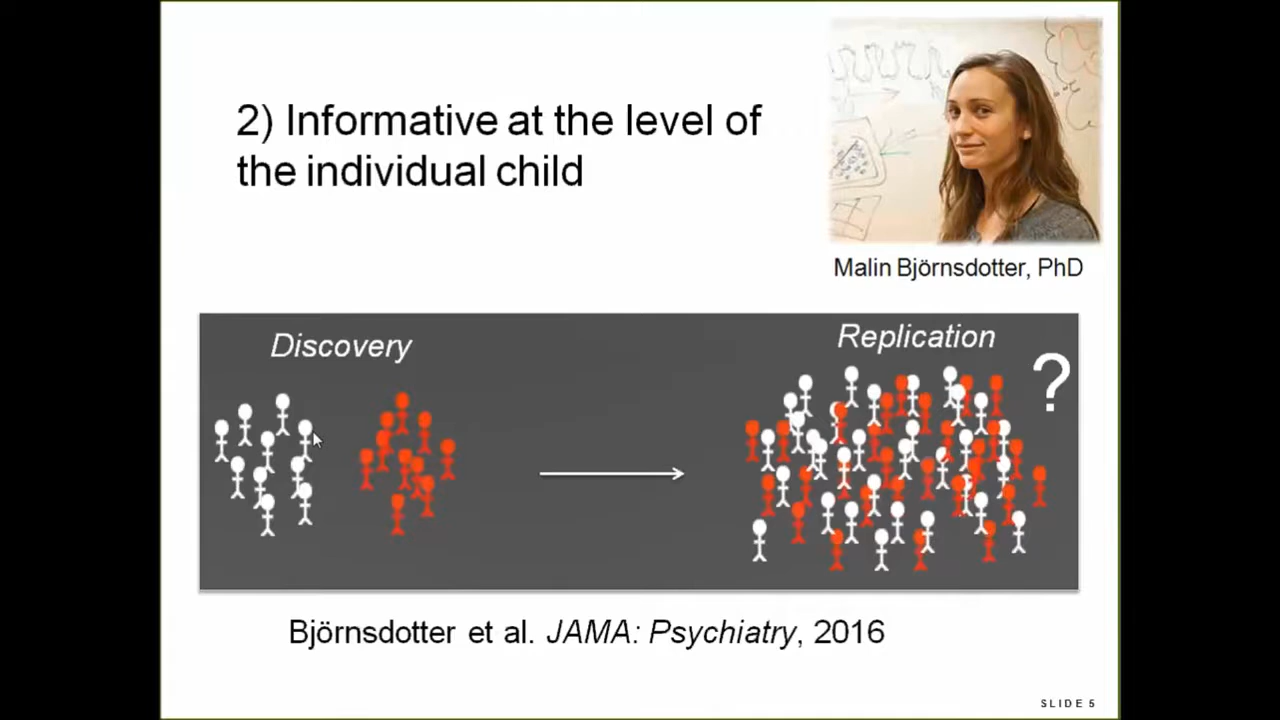 2) Informative at the level of
the individual child
Malin Björnsdotter, PhD
Discovery
Replication
?
Björnsdotter et al. JAMA: Psychiatry, 2016
SLIDE 5